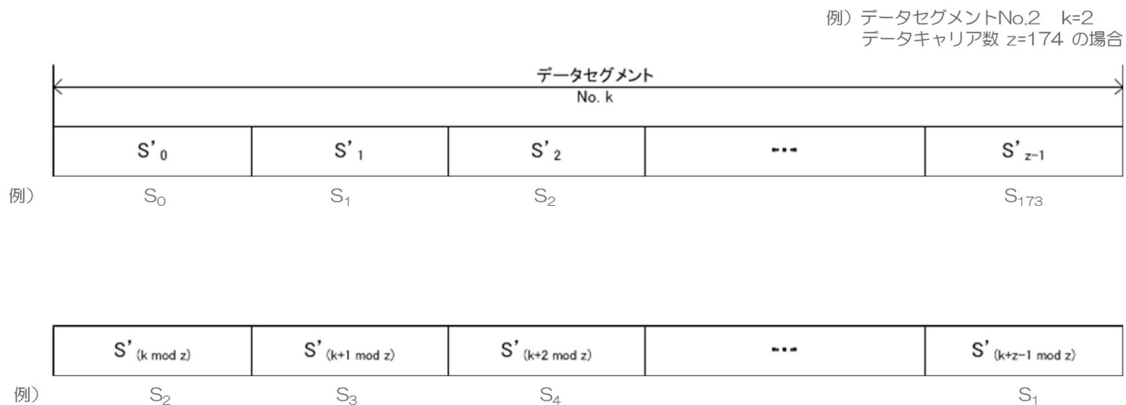 例）データセグメントNo.2　k=2
データキャリア数 z=174 の場合
データセグメント
No. k
S'0 S'1 S'2 ・・・ S'z-1
例） S0 S1 S2 S173
S'(k mod z) S'(k+1 mod z) S'(k+2 mod z) ・・・ S'(k+z-1 mod z)
例） S2 S3 S4 S1